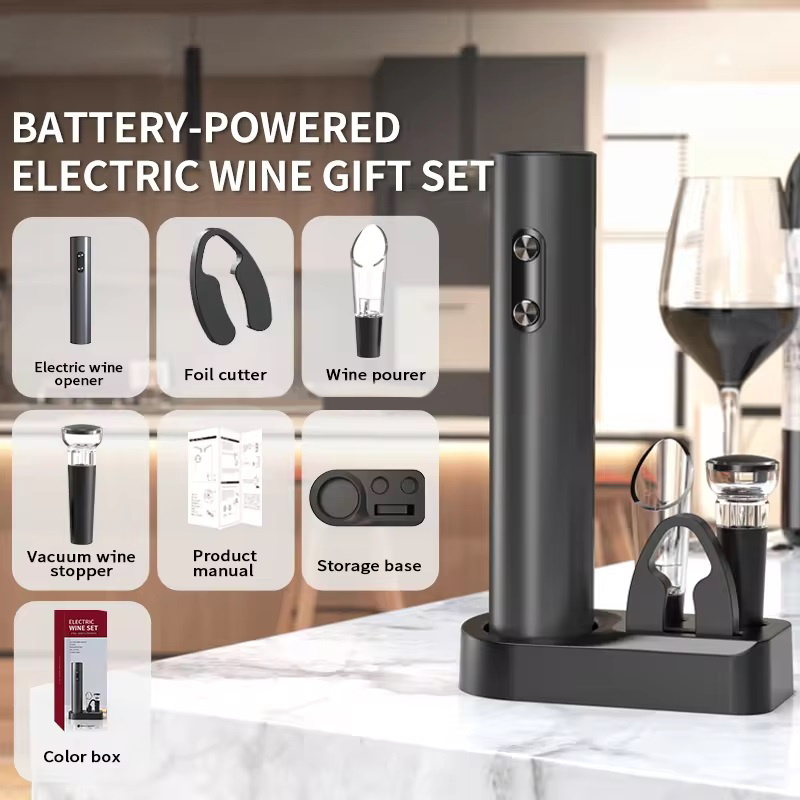 BATTERY-POWERED
ELECTRIC WINE GIFT SET
Electric wine
opener
Foil cutter
Wine pourer
Vacuum wine
stopper
Product
manual
Storage base
ELECTRIC
WINE SET
Color box